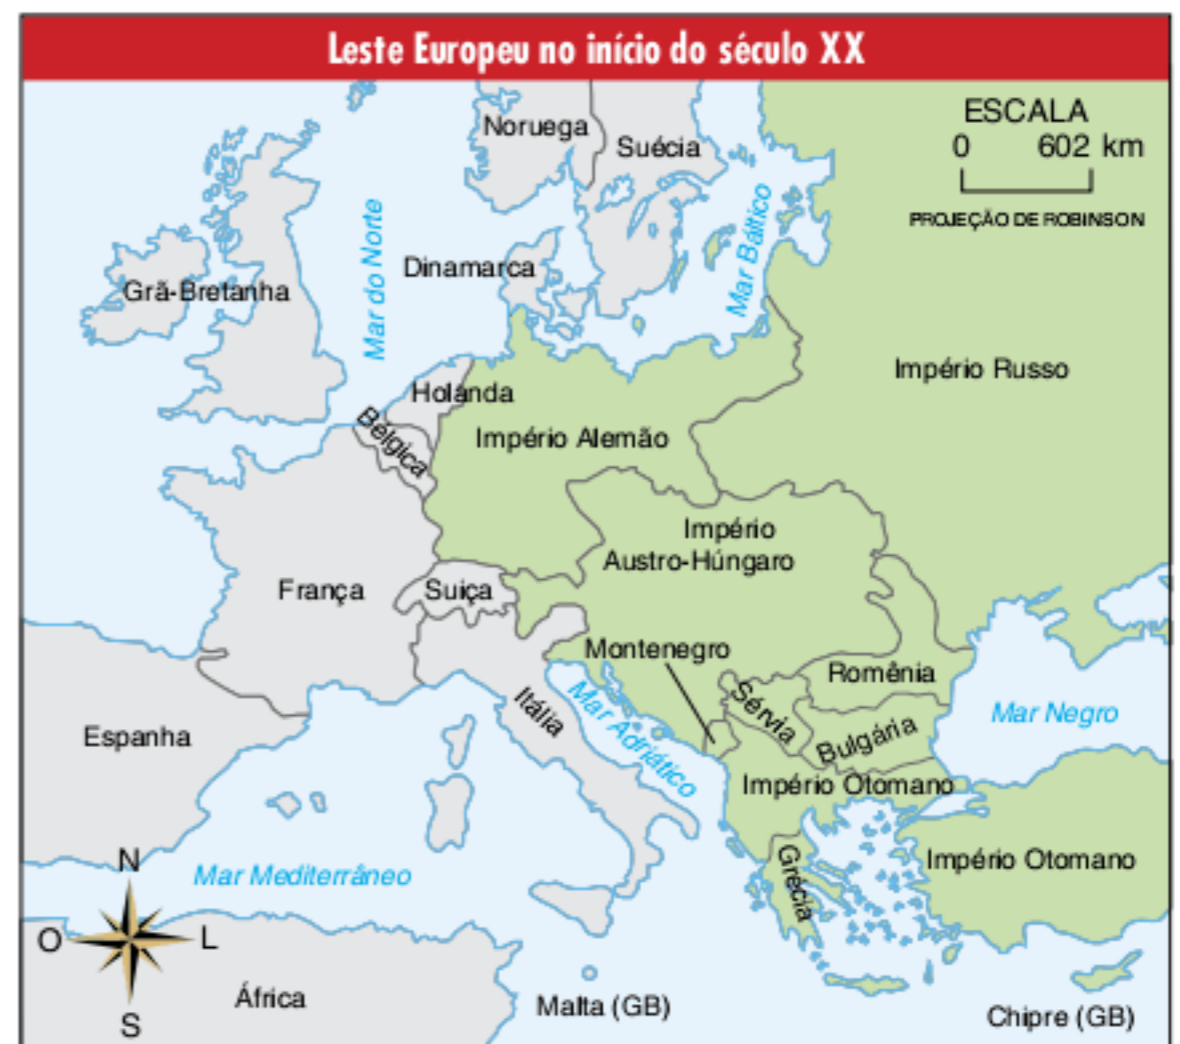 Leste Europeu no início do século XX
ESCALA
0 602 km
PROJEÇÃO DE ROBINSON
Noruega
Suécia
Mar do Norte
Mar Báltico
Dinamarca
Grã-Bretanha
Império Russo
Holanda
Bélgica
Império Alemão
Império
Austro-Húngaro
França
Suiça
Montenegro
Romênia
Sérvia
Itália
Mar Adriático
Mar Negro
Bulgária
Espanha
Império Otomano
Império Otomano
Grécia
Mar Mediterrâneo
N
O
L
S
África
Malta (GB)
Chipre (GB)